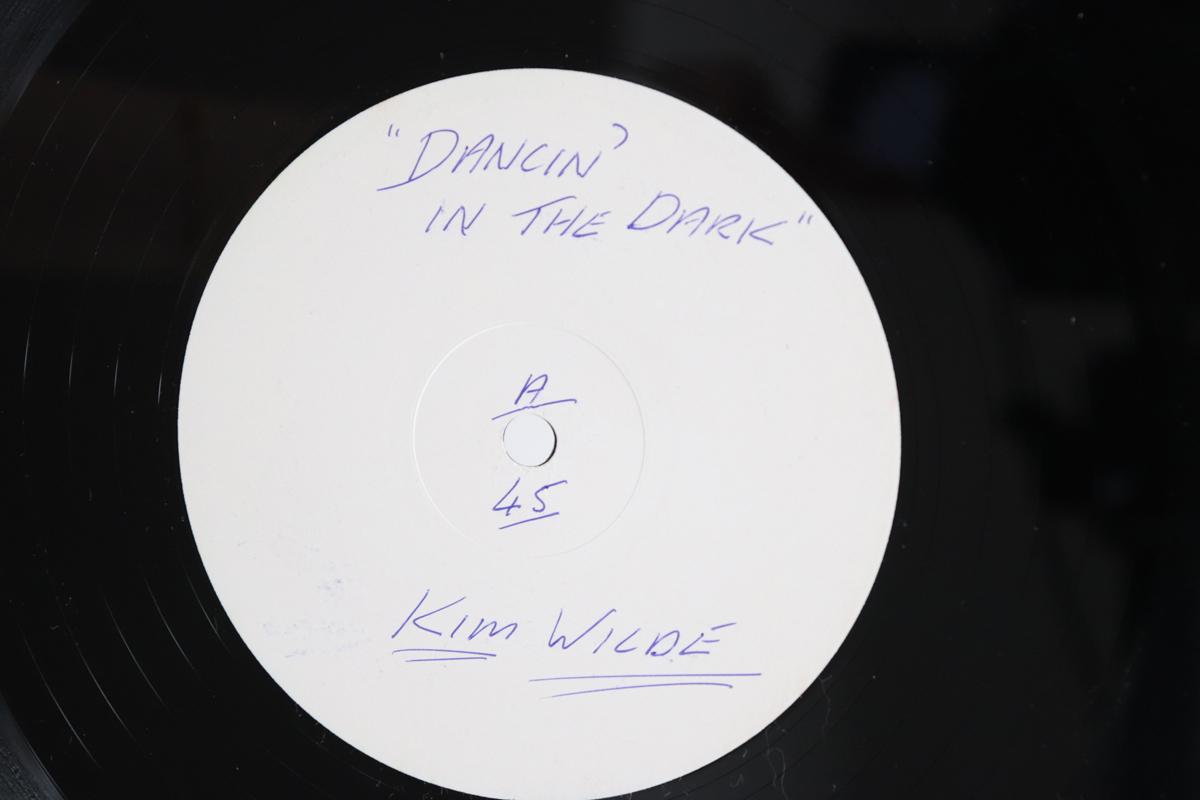 "DANCIN'
IN THE DARK"
A
45
KIM WILDE